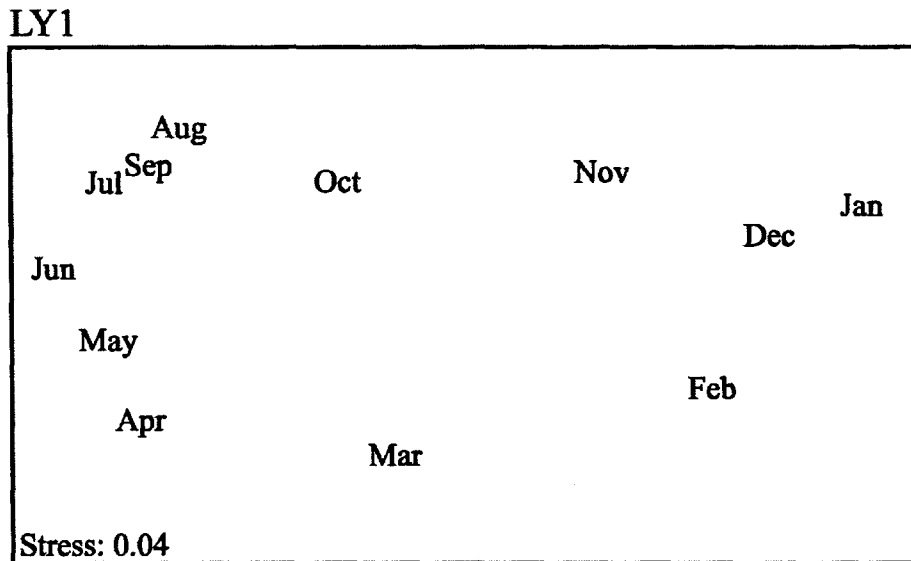 LY1
Aug
Sep
Jul
Oct
Nov
Jan
Dec
Jun
May
Feb
Apr
Mar
Stress: 0.04